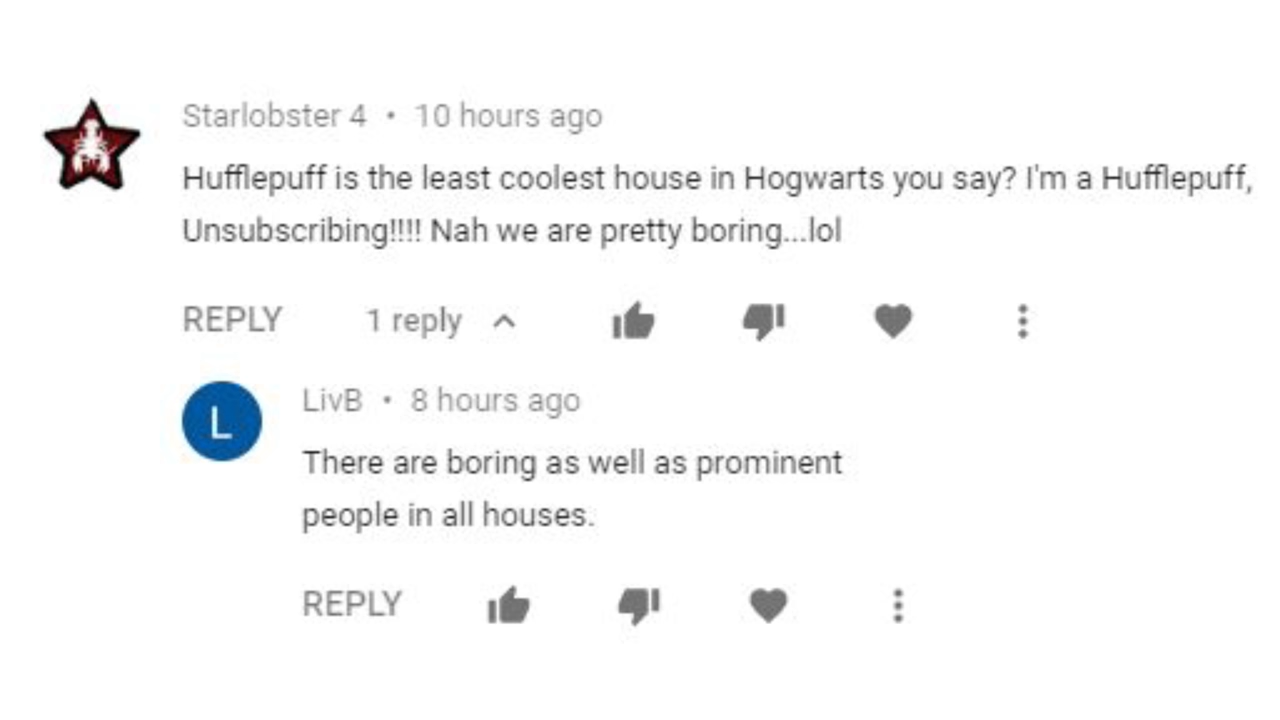 Starlobster 4 • 10 hours ago
Hufflepuff is the least coolest house in Hogwarts you say? I'm a Hufflepuff,
Unsubscribing!!!! Nah we are pretty boring...lol
REPLY 1 reply
L
LivB • 8 hours ago
There are boring as well as prominent
people in all houses.
REPLY